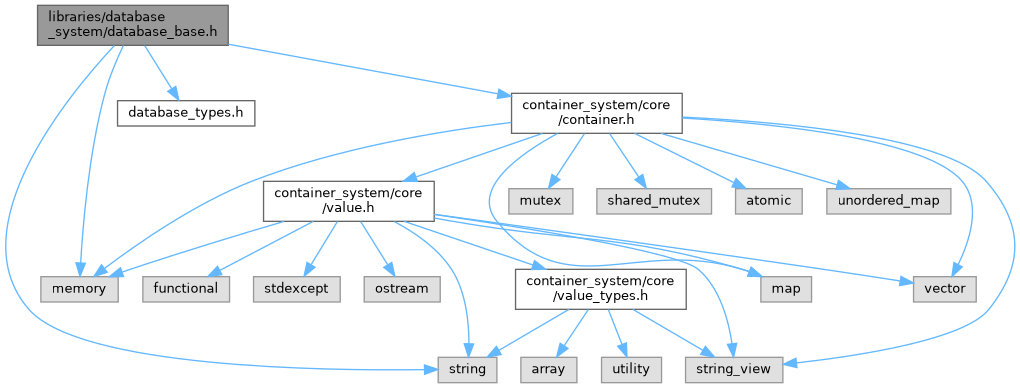 libraries/database
_system/database_base.h
database_types.h
container_system/core
/container.h
container_system/core
/value.h
mutex
shared_mutex
atomic
unordered_map
memory
functional
stdexcept
ostream
container_system/core
/value_types.h
map
vector
string
array
utility
string_view